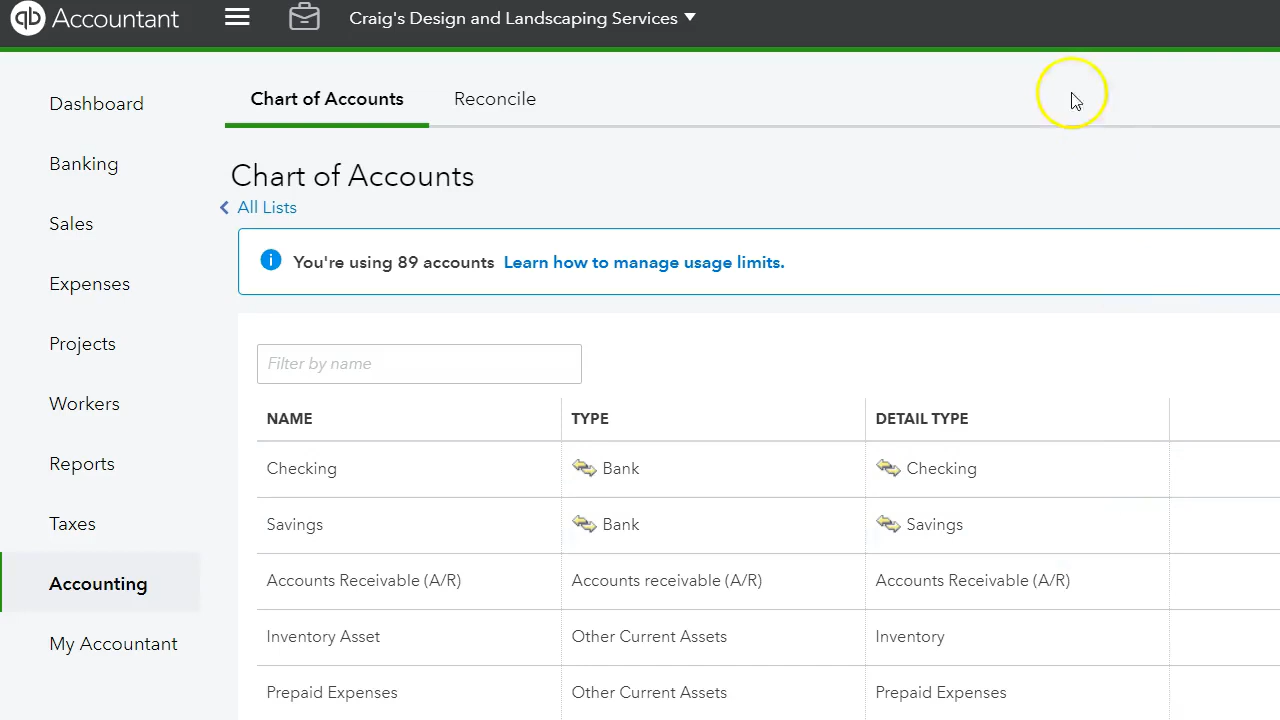 qb Accountant
Craig's Design and Landscaping Services
Dashboard
Banking
Sales
Expenses
Projects
Workers
Reports
Taxes
Accounting
My Accountant
Chart of Accounts Reconcile
Chart of Accounts
All Lists
i You're using 89 accounts Learn how to manage usage limits.
Filter by name
NAME TYPE DETAIL TYPE
Checking Bank Checking
Savings Bank Savings
Accounts Receivable (A/R) Accounts receivable (A/R) Accounts Receivable (A/R)
Inventory Asset Other Current Assets Inventory
Prepaid Expenses Other Current Assets Prepaid Expenses